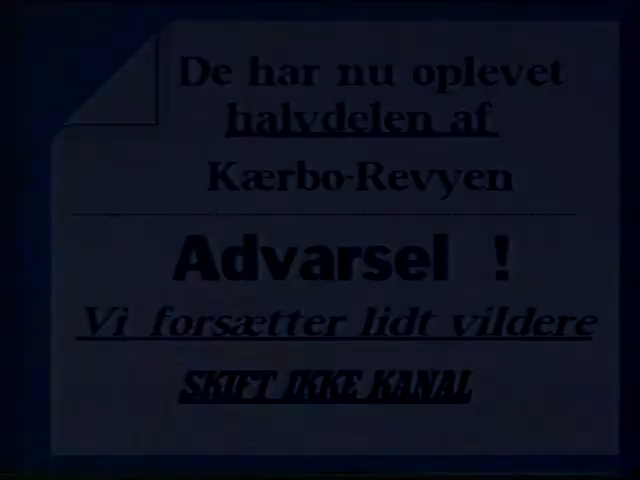 De har nu oplevet
halvdelen af
Kærbo-Revyen
Advarsel !
Vi forsætter lidt vildere
SKIFT IKKE KANAL